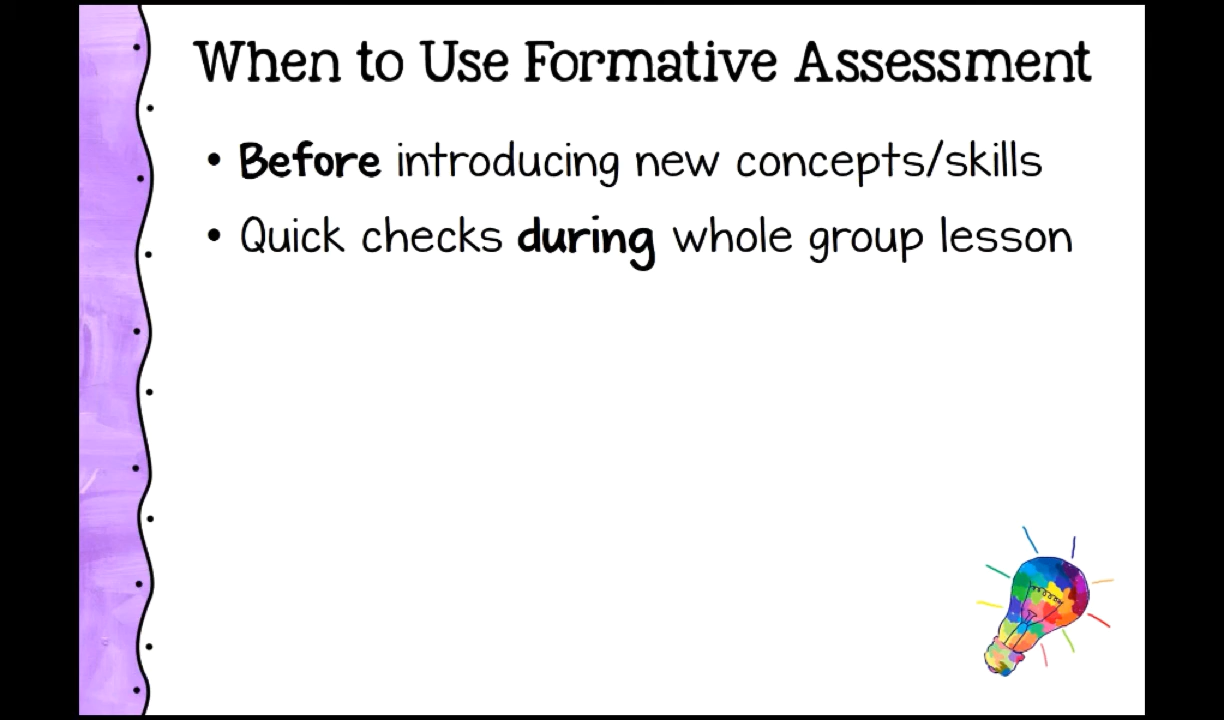 When to Use Formative Assessment
• Before introducing new concepts/skills
• Quick checks during whole group lesson